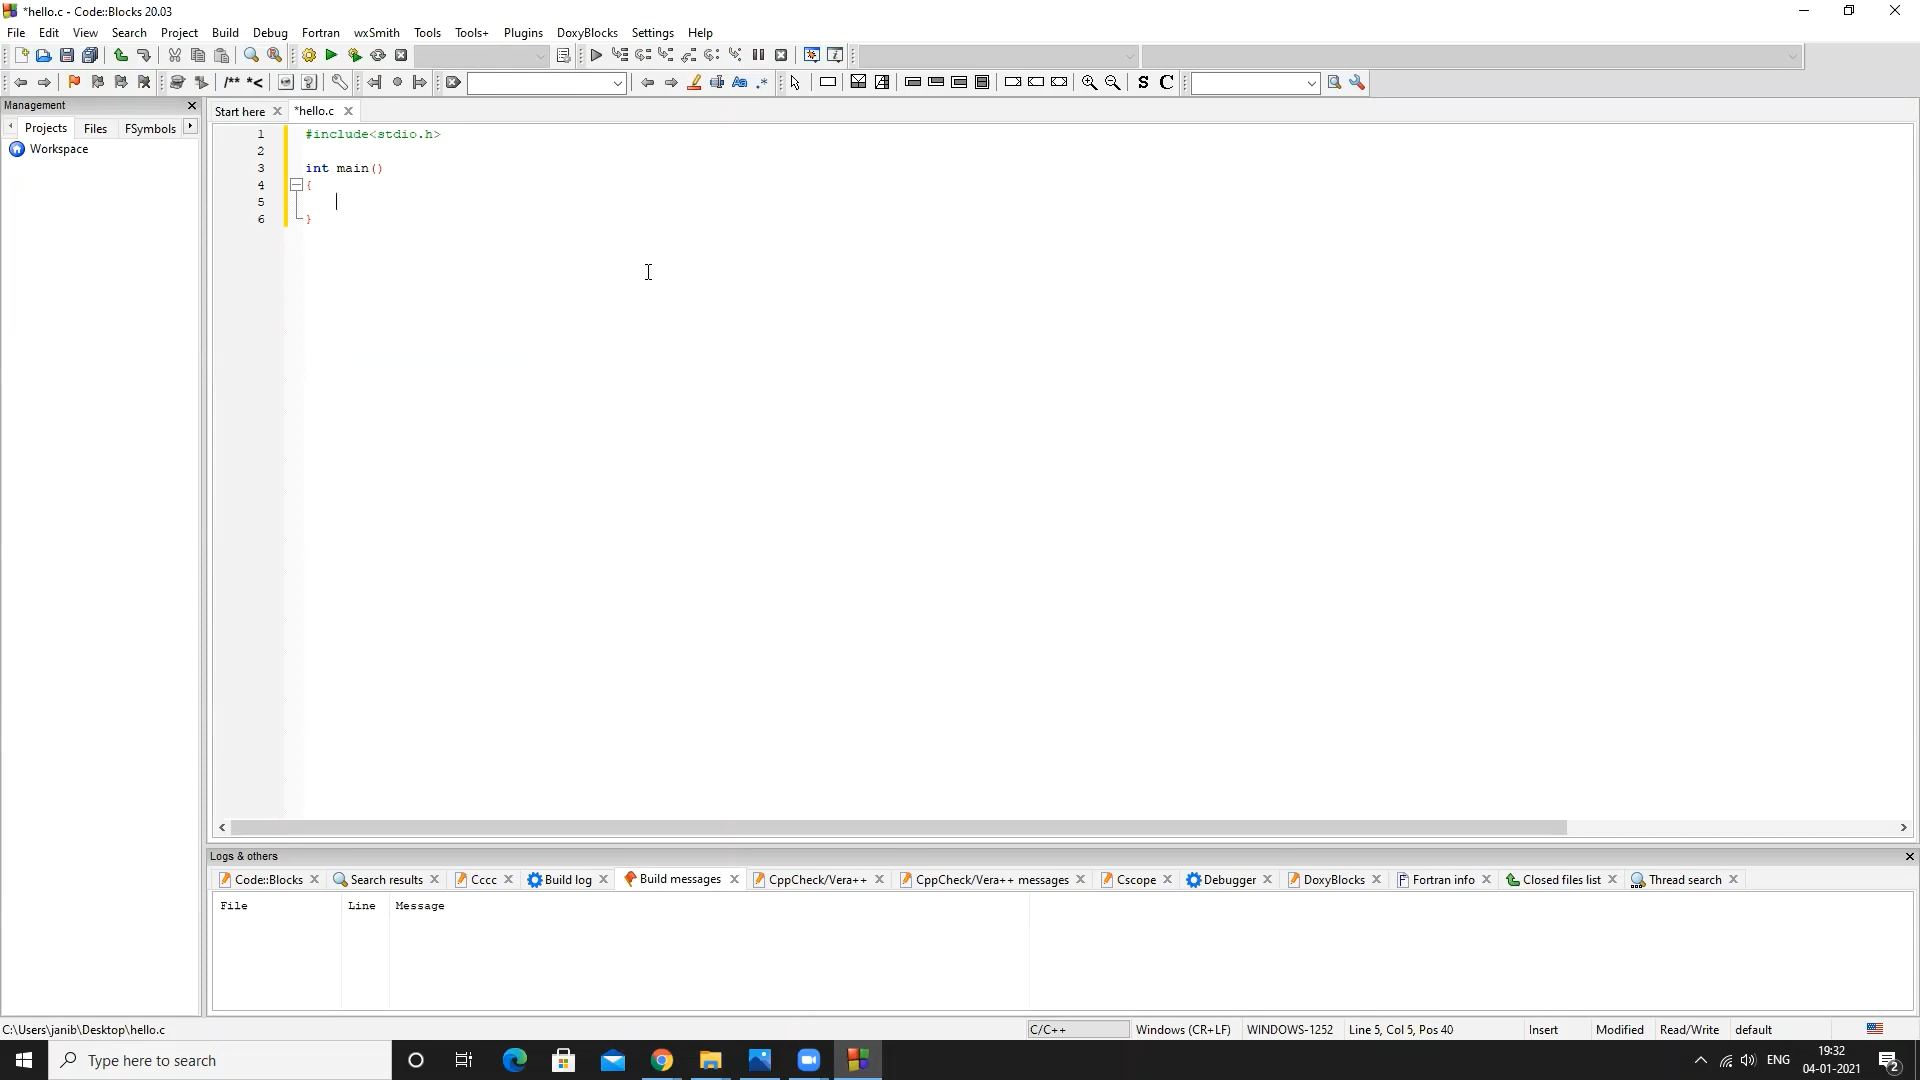 *hello.c - Code::Blocks 20.03
File Edit View Search Project Build Debug Fortran wxSmith Tools Tools+ Plugins DoxyBlocks Settings Help
/** *<
Aa .*
S C
Management
Projects Files FSymbols
Workspace
Start here *hello.c
1 #include<stdio.h>
2
3 int main()
4 {
5
6 }
Logs & others
Code::Blocks Search results Cccc Build log Build messages CppCheck/Vera++ CppCheck/Vera++ messages Cscope Debugger DoxyBlocks Fortran info Closed files list Thread search
File Line Message
C:\Users\janib\Desktop\hello.c C/C++ Windows (CR+LF) WINDOWS-1252 Line 5, Col 5, Pos 40 Insert Modified Read/Write default
Type here to search
ENG
19:32
04-01-2021
2